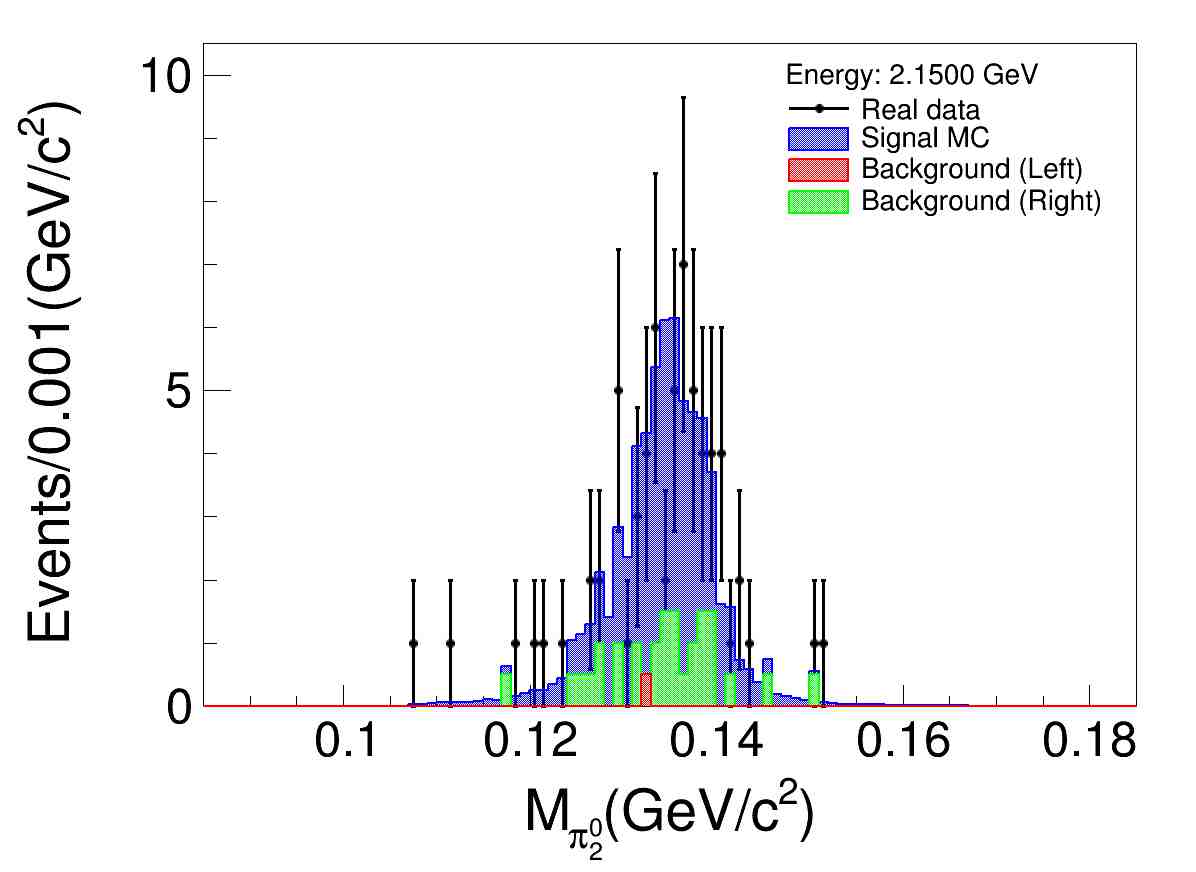 Energy: 2.1500 GeV
Real data
Signal MC
Background (Left)
Background (Right)
Events/0.001(GeV/c²)
10
5
0
0.1 0.12 0.14 0.16 0.18
M_{π⁰₂}(GeV/c²)